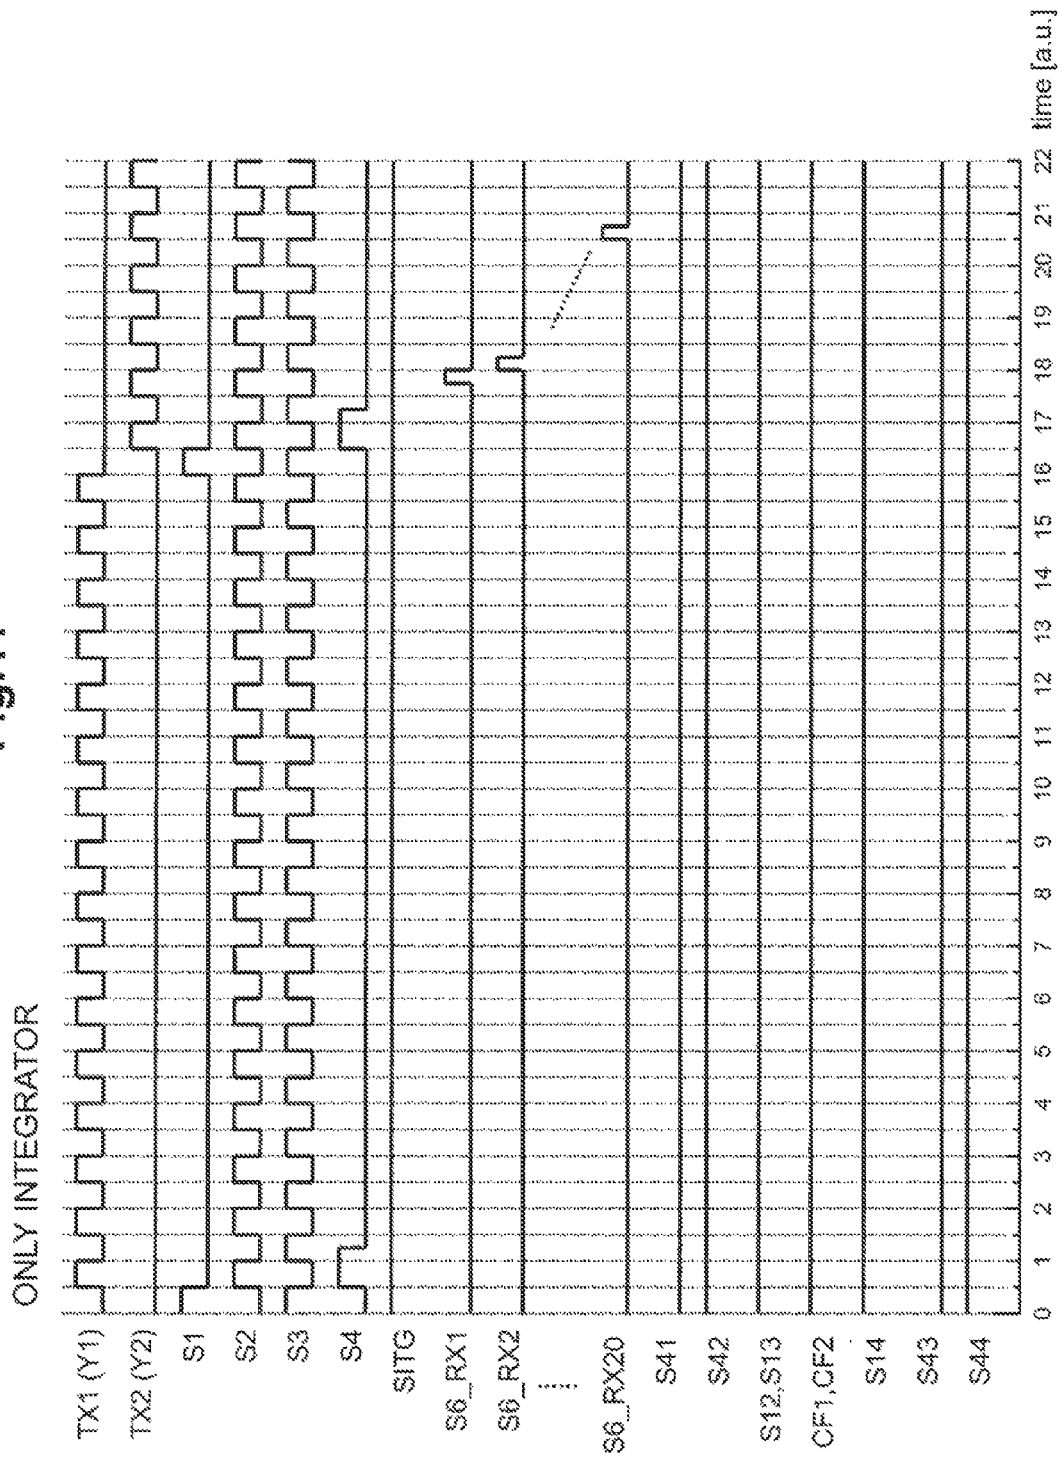 ONLY INTEGRATOR
TX1 (Y1)
TX2 (Y2)
S1
S2
S3
S4
SITG
S6_RX1
S6_RX2
S6_RX20
S41
S42
S12,S13
CF1,CF2
S14
S43
S44
0 1 2 3 4 5 6 7 8 9 10 11 12 13 14 15 16 17 18 19 20 21 22 time [a.u.]